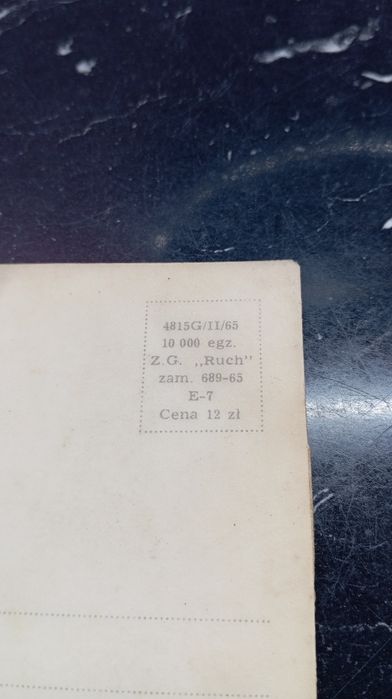 4815G/II/65
10 000 egz.
Z.G. „Ruch"
zam. 689-65
E-7
Cena 12 zł